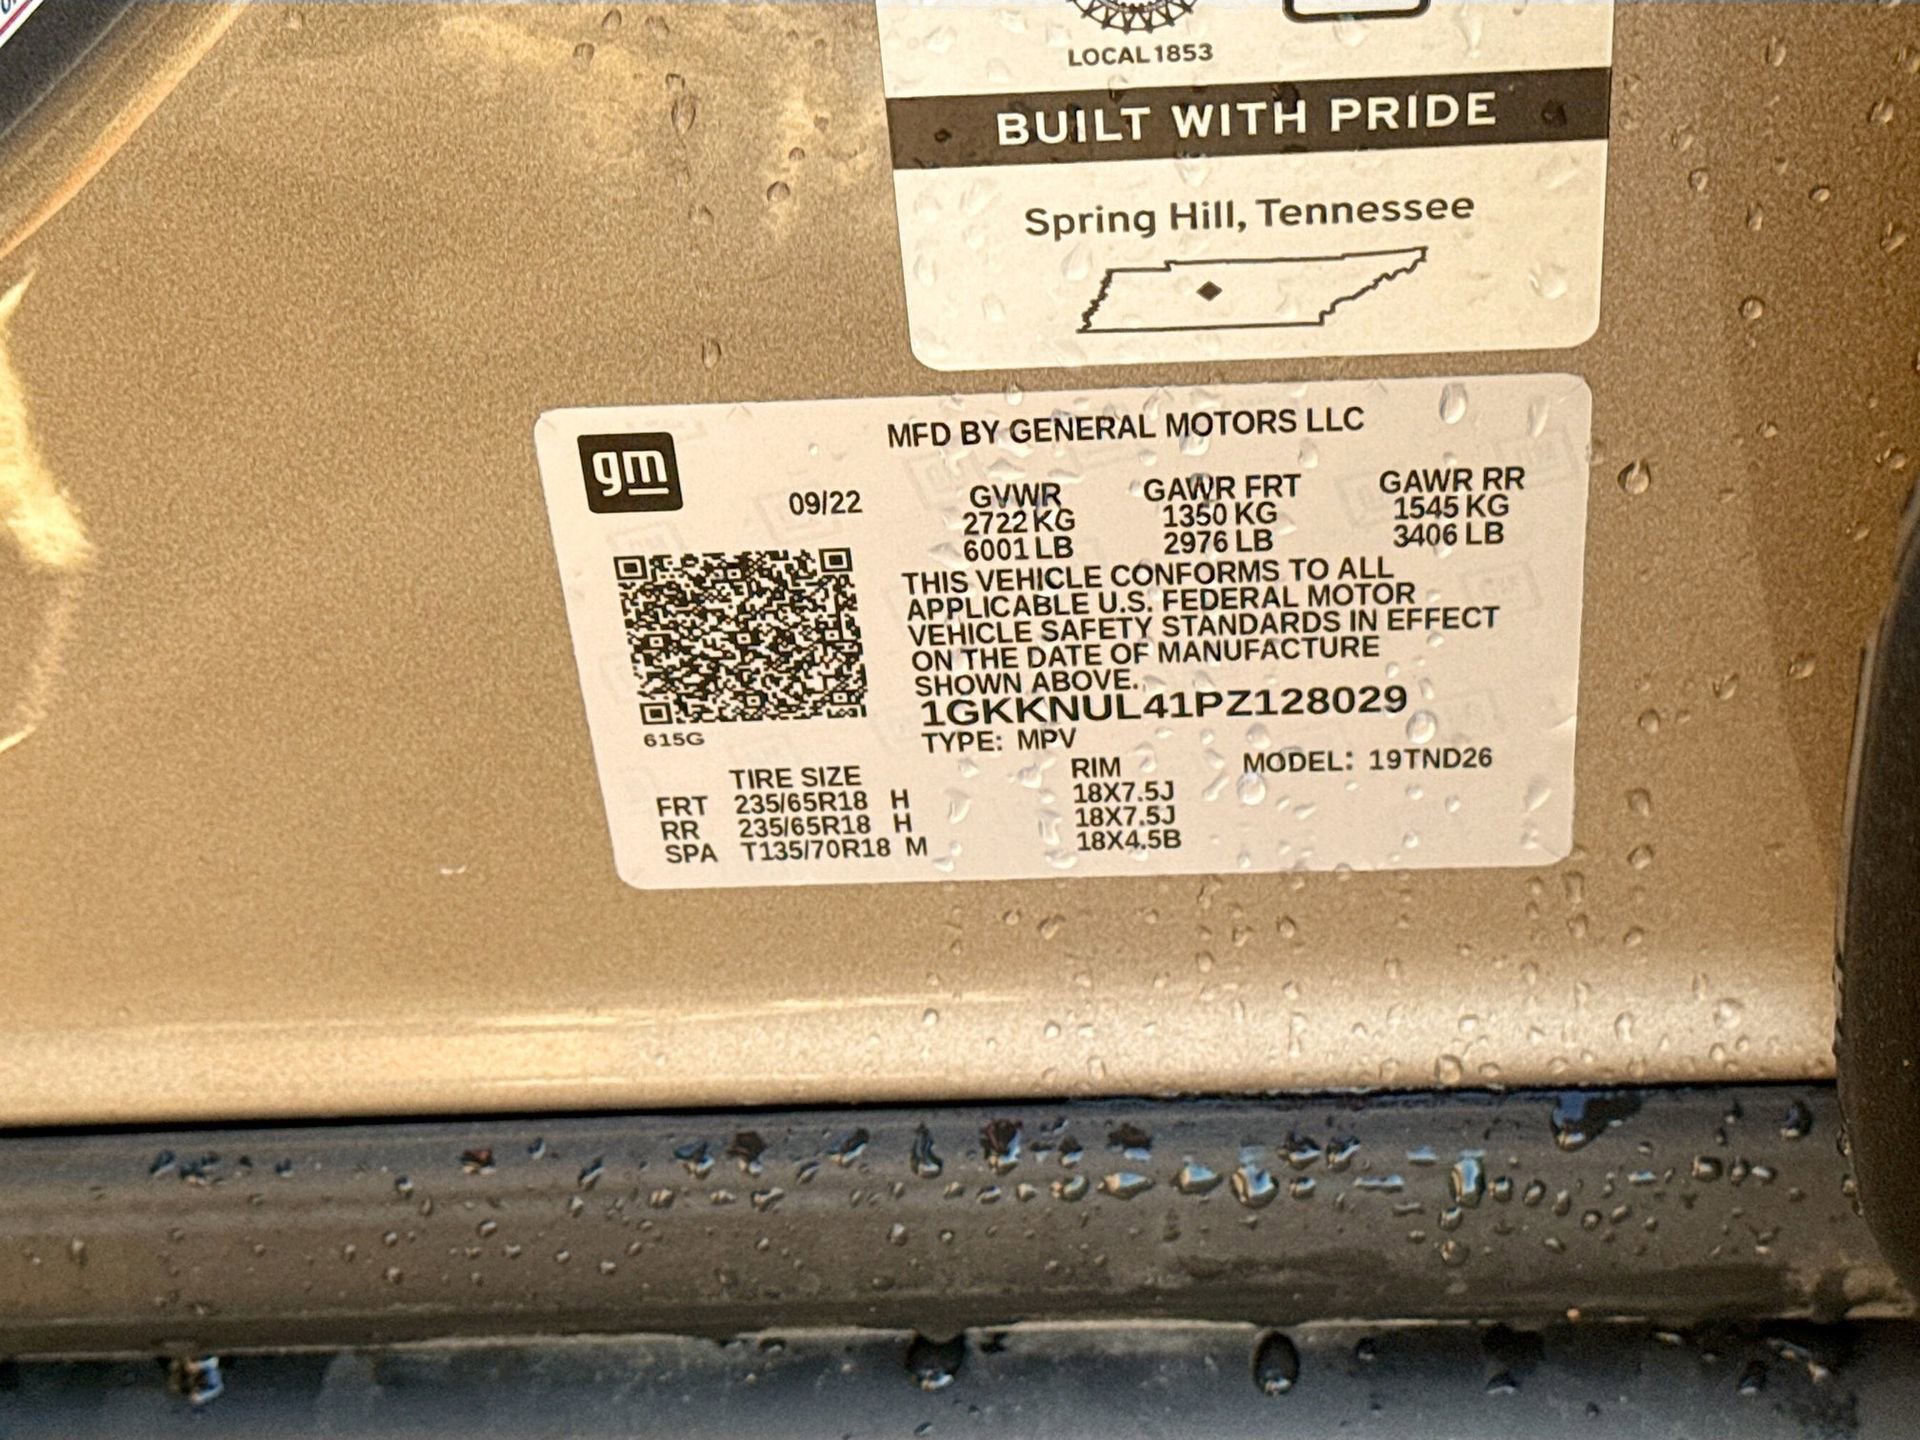 LOCAL 1853
BUILT WITH PRIDE
Spring Hill, Tennessee
gm
MFD BY GENERAL MOTORS LLC
09/22 GVWR GAWR FRT GAWR RR
2722 KG 1350 KG 1545 KG
6001 LB 2976 LB 3406 LB
THIS VEHICLE CONFORMS TO ALL
APPLICABLE U.S. FEDERAL MOTOR
VEHICLE SAFETY STANDARDS IN EFFECT
ON THE DATE OF MANUFACTURE
SHOWN ABOVE.
1GKKNUL41PZ128029
615G
TYPE: MPV
TIRE SIZE RIM MODEL: 19TND26
FRT 235/65R18 H 18X7.5J
RR 235/65R18 H 18X7.5J
SPA T135/70R18 M 18X4.5B